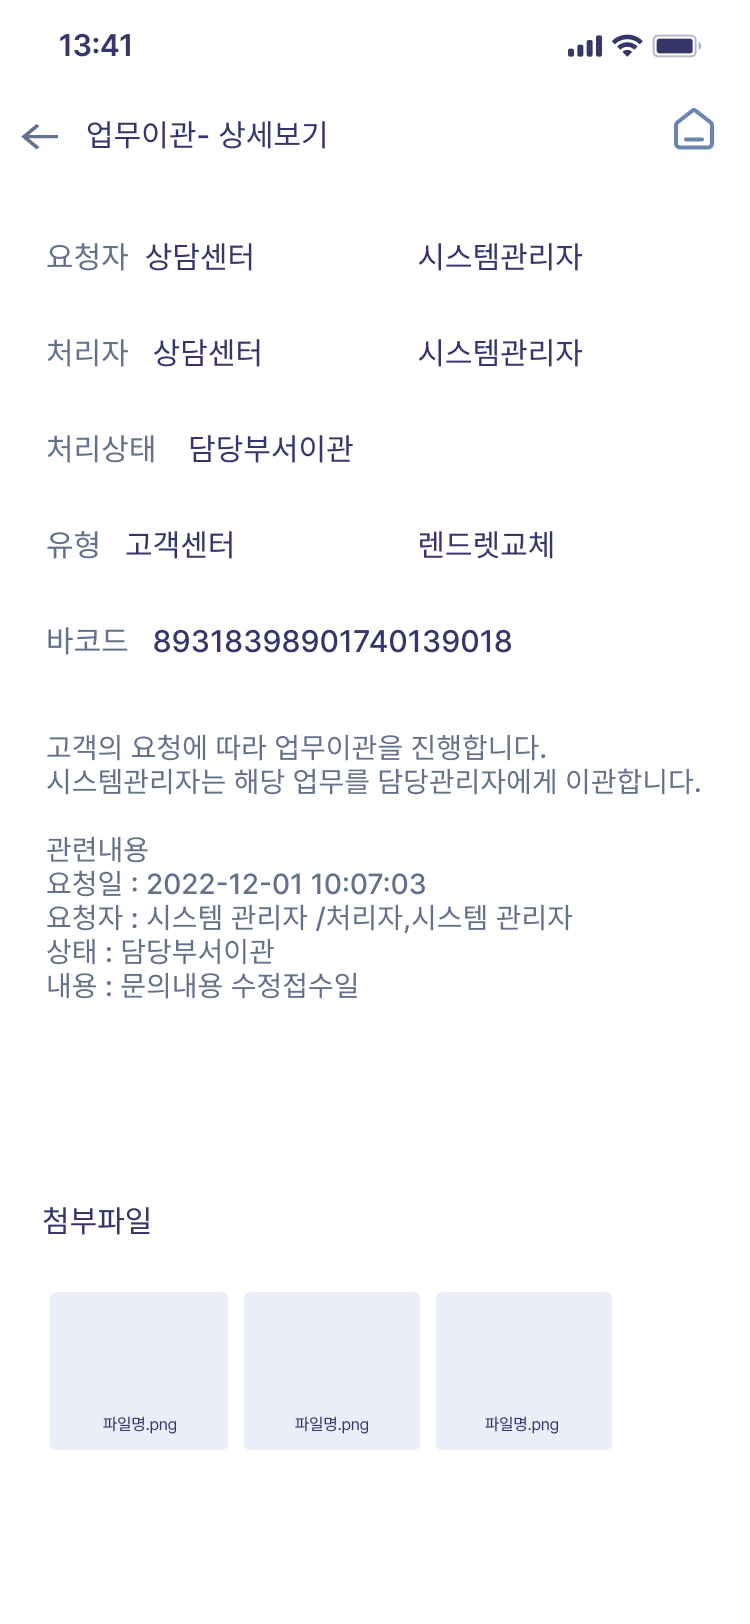 13:41
업무이관- 상세보기
요청자 상담센터 시스템관리자
처리자 상담센터 시스템관리자
처리상태 담당부서이관
유형 고객센터 렌드렛교체
바코드 89318398901740139018
고객의 요청에 따라 업무이관을 진행합니다.
시스템관리자는 해당 업무를 담당관리자에게 이관합니다.
관련내용
요청일 : 2022-12-01 10:07:03
요청자 : 시스템 관리자 /처리자,시스템 관리자
상태 : 담당부서이관
내용 : 문의내용 수정접수일
첨부파일
파일명.png 파일명.png 파일명.png